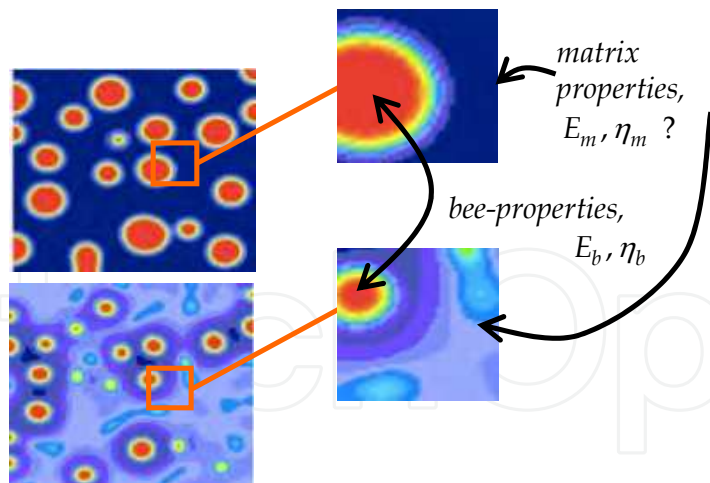 matrix
properties,
E_m, η_m ?
bee-properties,
E_b, η_b